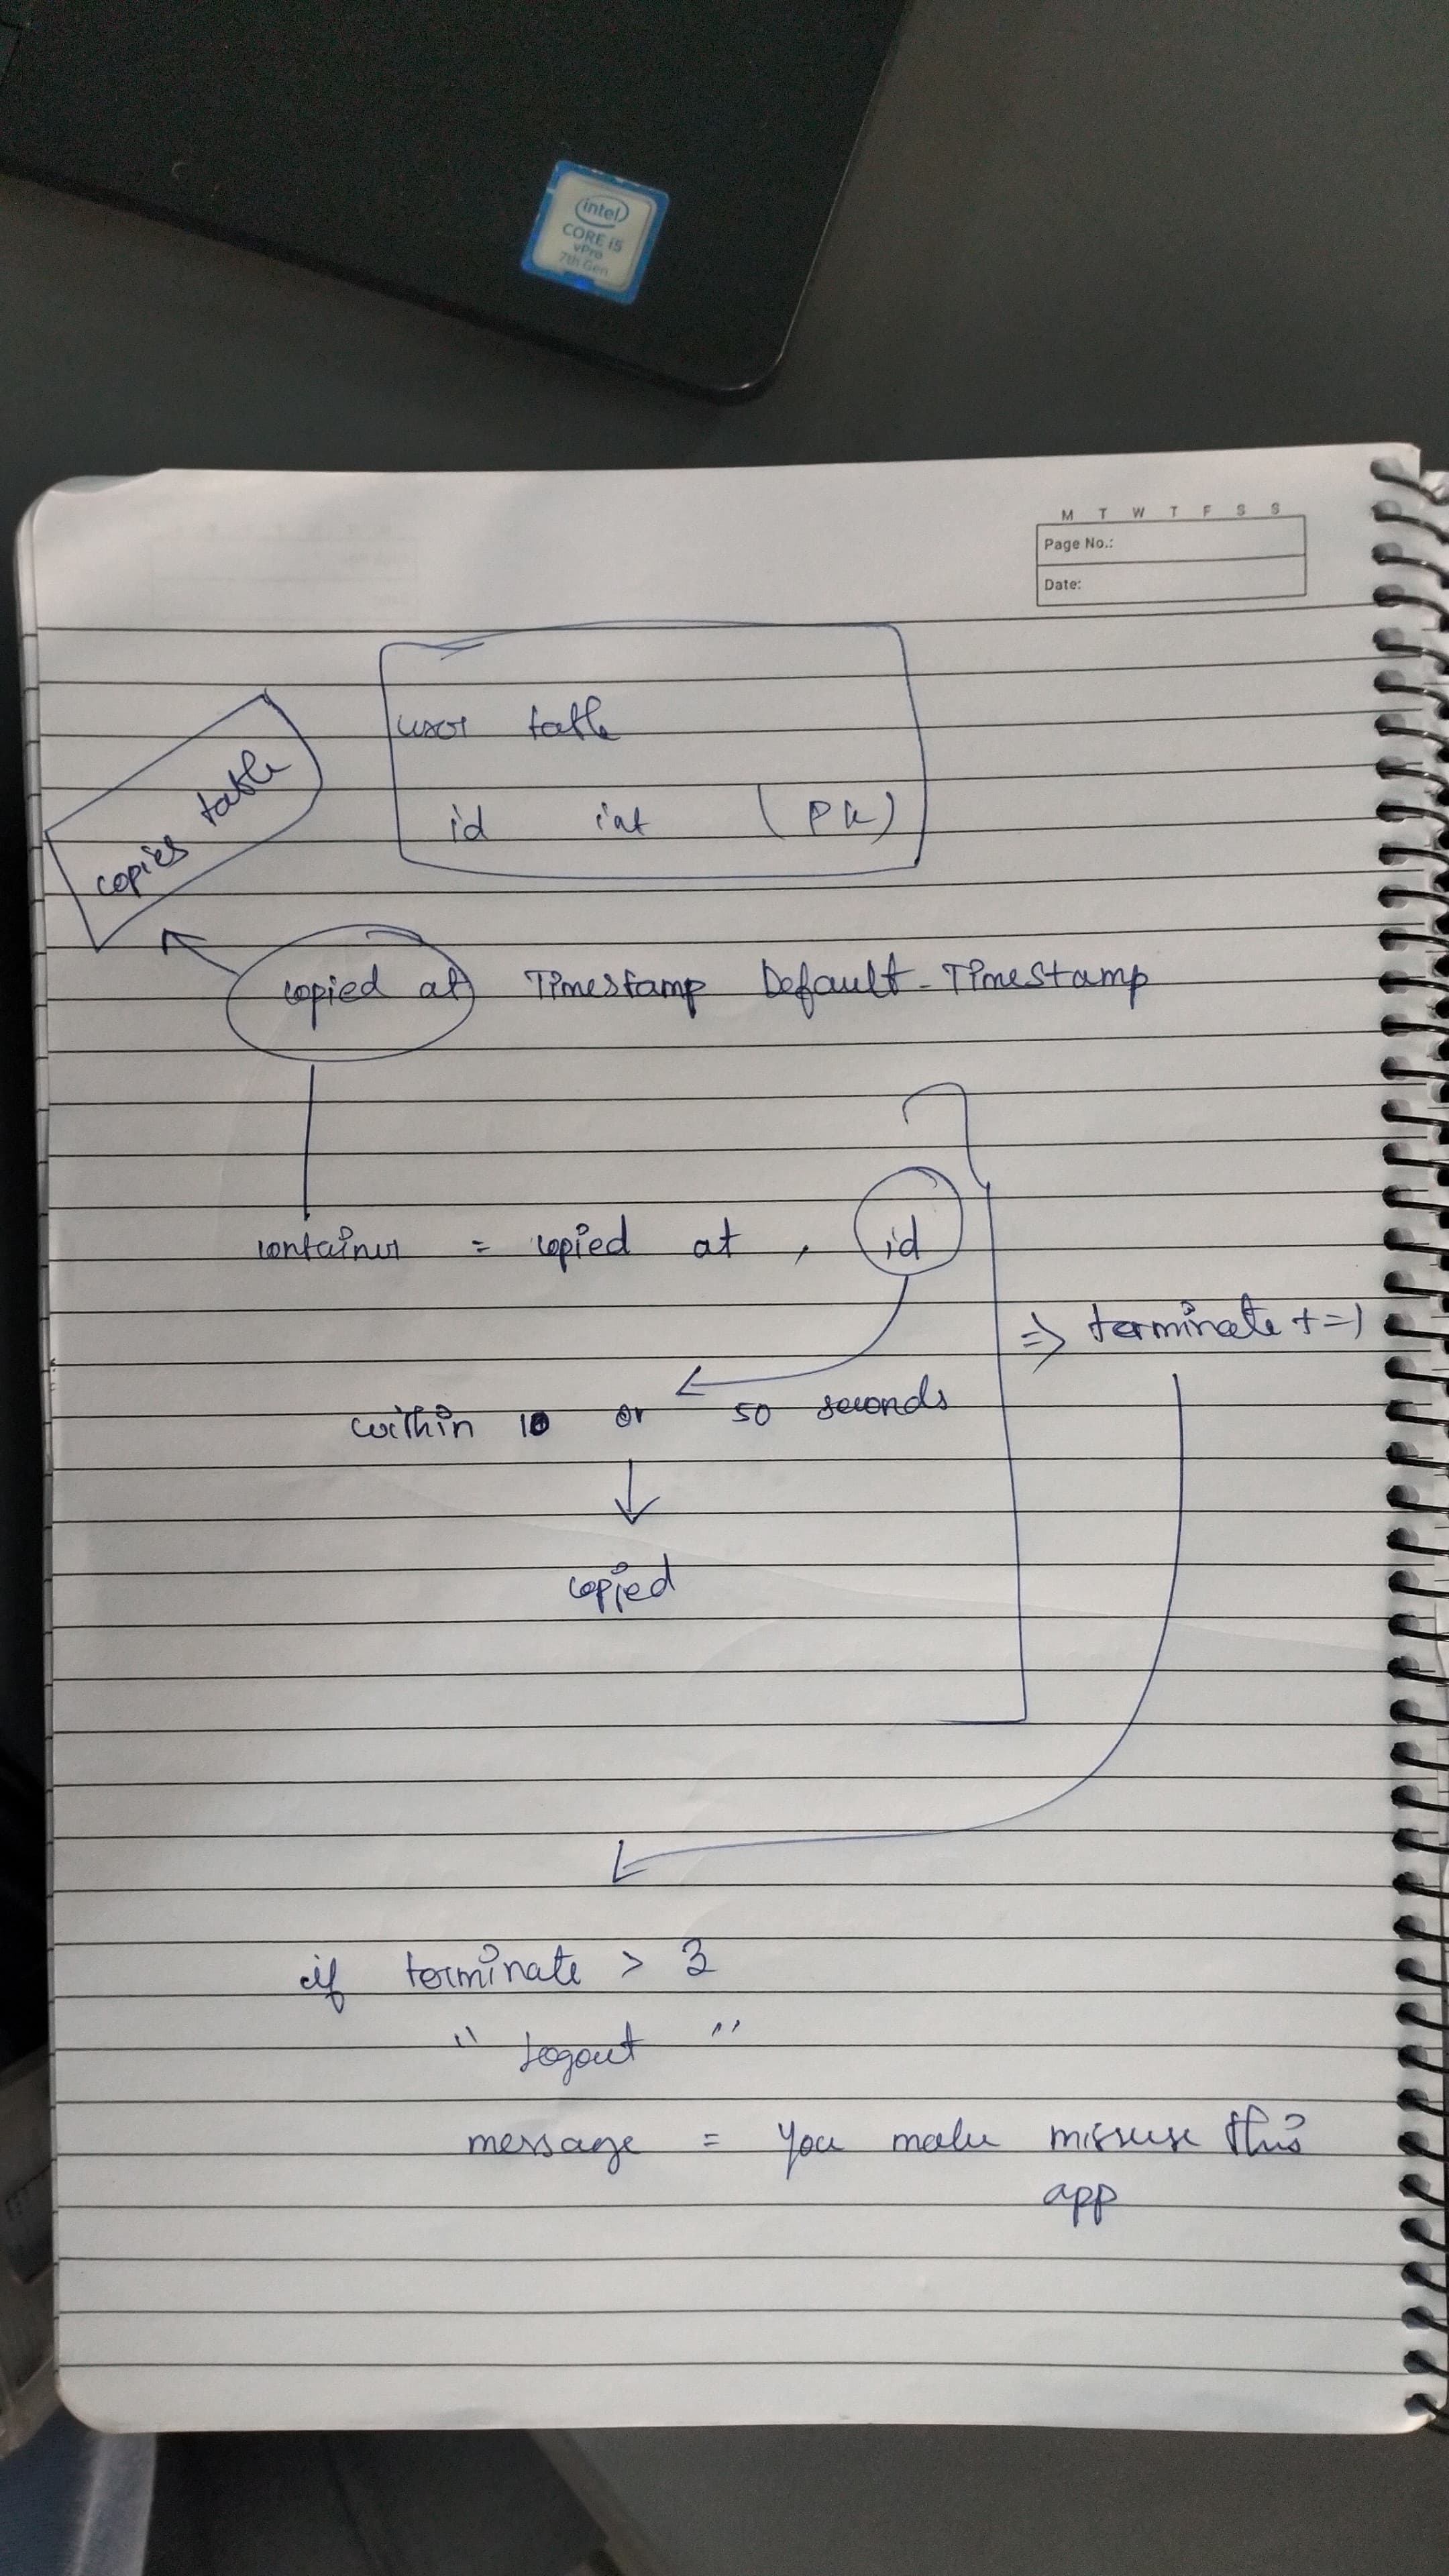 intel
CORE i5
vPro
7th Gen
M T W T F S S
Page No.:
Date:
user table
id int (PK)
copies table
copied at Timestamp Default-Timestamp
container = copied at , id
=> terminate +=1
within 10 or 50 seconds
copied
if terminate > 3
" Logout "
message = You make misuse this
app